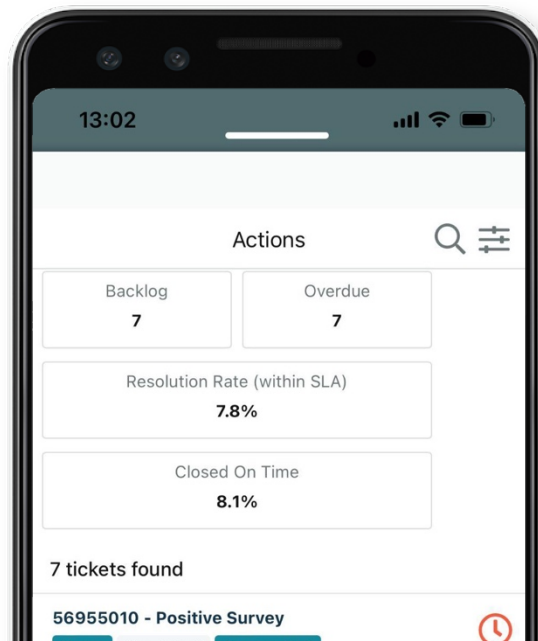 13:02
Actions
Backlog Overdue
7 7
Resolution Rate (within SLA)
7.8%
Closed On Time
8.1%
7 tickets found
56955010 - Positive Survey